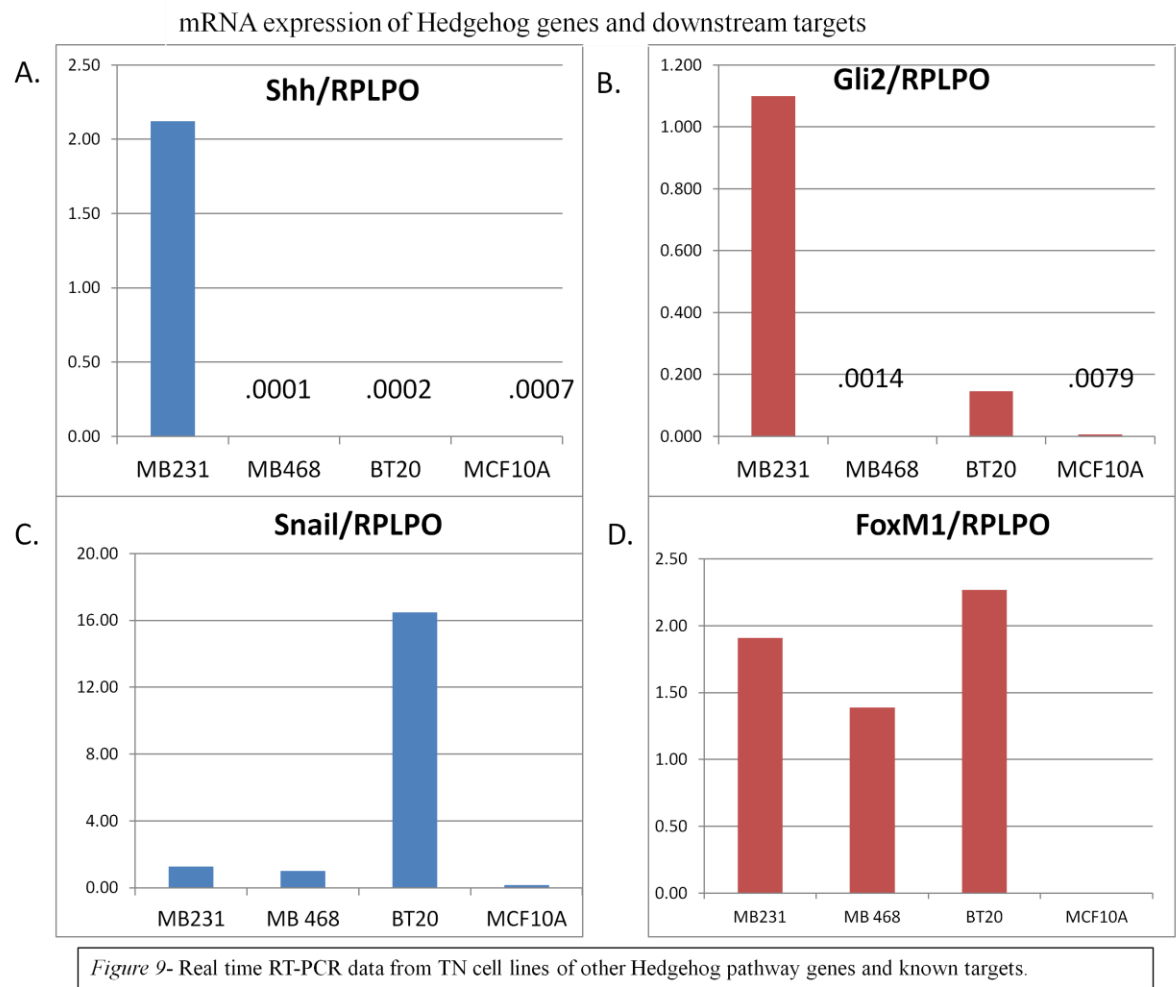 mRNA expression of Hedgehog genes and downstream targets
A.
Shh/RPLPO
2.50
2.00
1.50
1.00
0.50
0.00
.0001
.0002
.0007
MB231
MB468
BT20
MCF10A
B.
Gli2/RPLPO
1.200
1.000
0.800
0.600
0.400
0.200
0.000
.0014
.0079
MB231
MB468
BT20
MCF10A
C.
Snail/RPLPO
20.00
16.00
12.00
8.00
4.00
0.00
MB231
MB 468
BT20
MCF10A
D.
FoxM1/RPLPO
2.50
2.00
1.50
1.00
0.50
0.00
MB231
MB 468
BT20
MCF10A
Figure 9- Real time RT-PCR data from TN cell lines of other Hedgehog pathway genes and known targets.